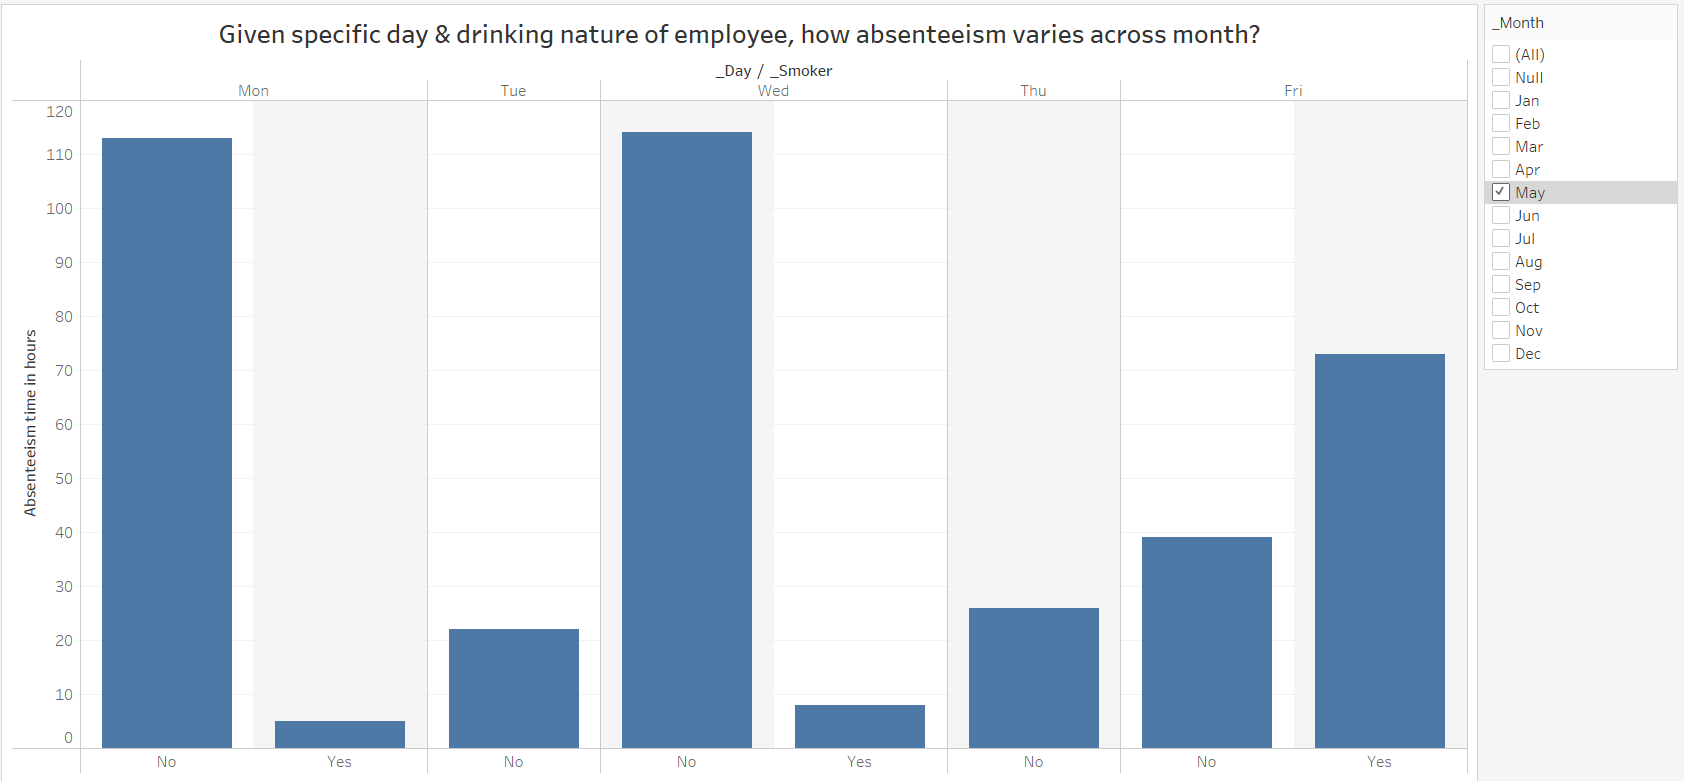 Given specific day & drinking nature of employee, how absenteeism varies across month?
_Day / _Smoker
Mon Tue Wed Thu Fri
120
110
100
90
80
70
60
50
40
30
20
10
0
Absenteeism time in hours
No Yes No No Yes No No Yes
_Month
(All)
Null
Jan
Feb
Mar
Apr
May
Jun
Jul
Aug
Sep
Oct
Nov
Dec